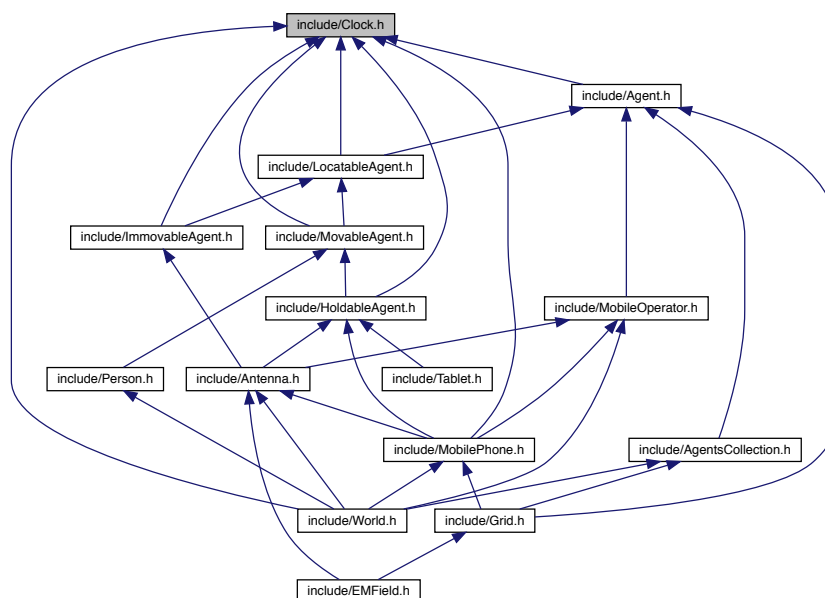 include/Clock.h
include/Agent.h
include/LocatableAgent.h
include/ImmovableAgent.h
include/MovableAgent.h
include/HoldableAgent.h
include/MobileOperator.h
include/Person.h
include/Antenna.h
include/Tablet.h
include/MobilePhone.h
include/AgentsCollection.h
include/World.h
include/Grid.h
include/EMField.h